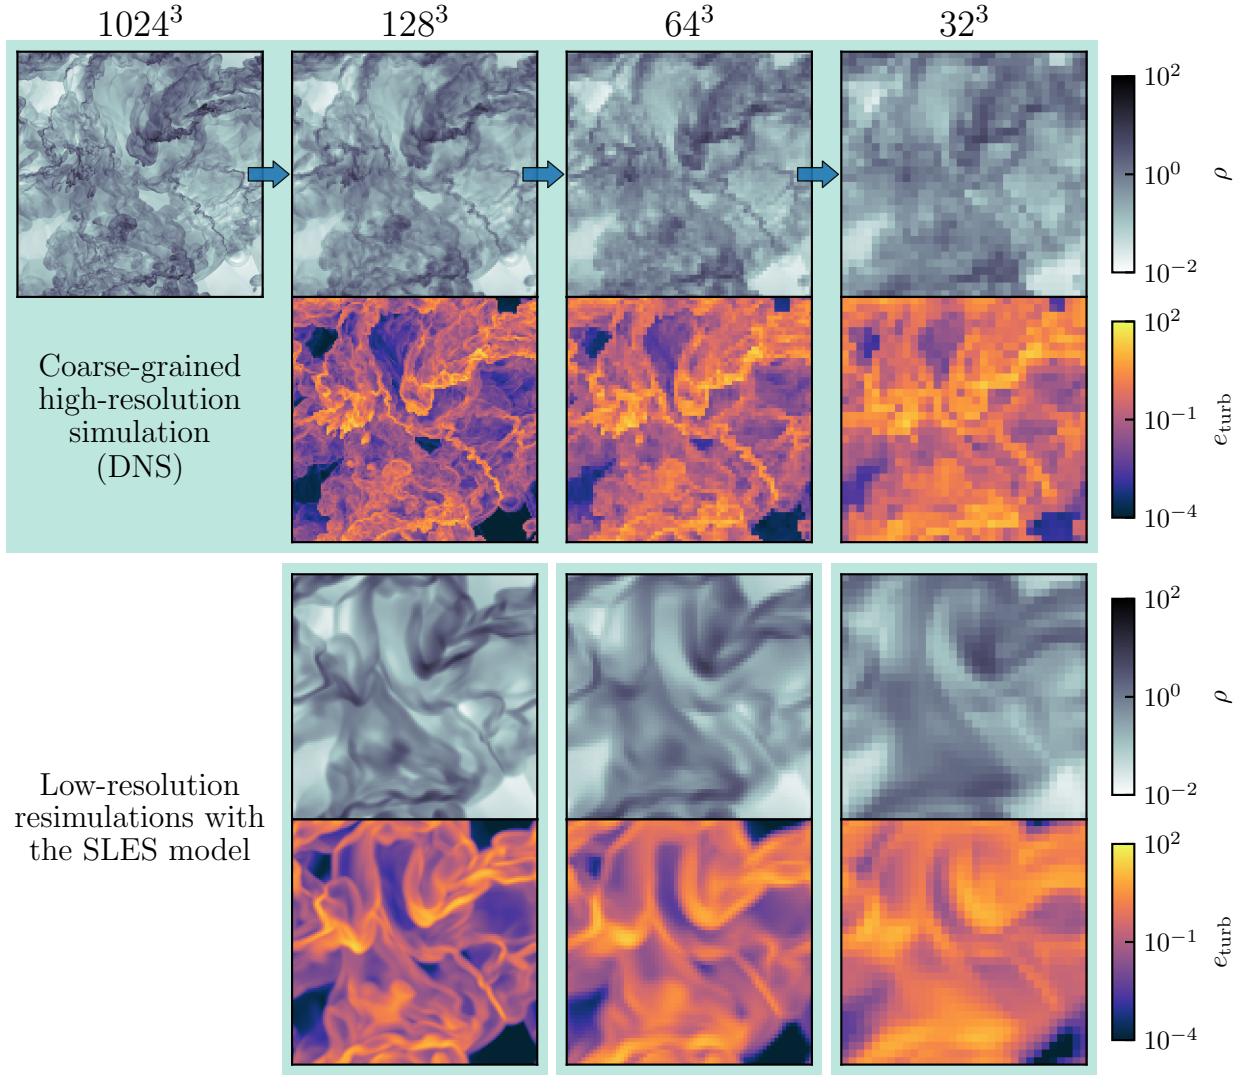 1024³
128³
64³
32³
10²
10⁰
10⁻²
ρ
10²
10⁻¹
10⁻⁴
e_turb
Coarse-grained
high-resolution
simulation
(DNS)
10²
10⁰
10⁻²
ρ
Low-resolution
resimulations with
the SLES model
10²
10⁻¹
10⁻⁴
e_turb